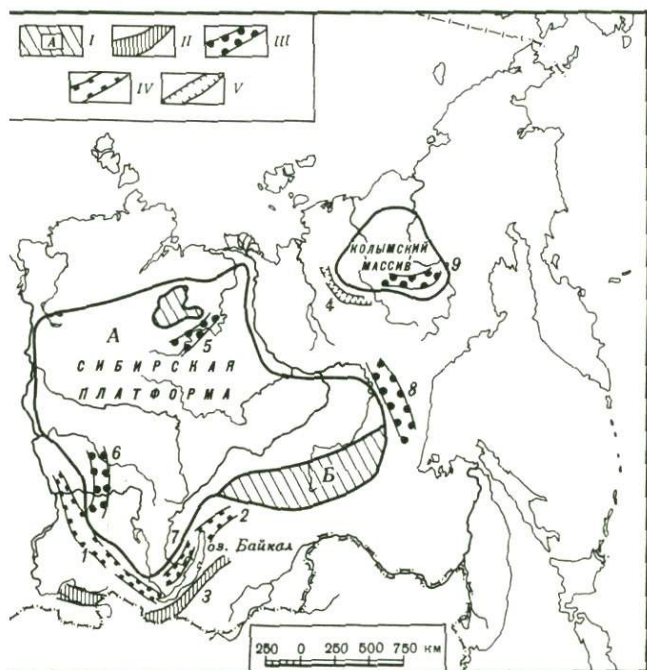 А I II III
IV V
КОЛЫМСКИЙ
МАССИВ 9
4
А
5
СИБИРСКАЯ
ПЛАТФОРМА
8
6
Б
7 2
1 оз. Байкал
3
250 0 250 500 750 км